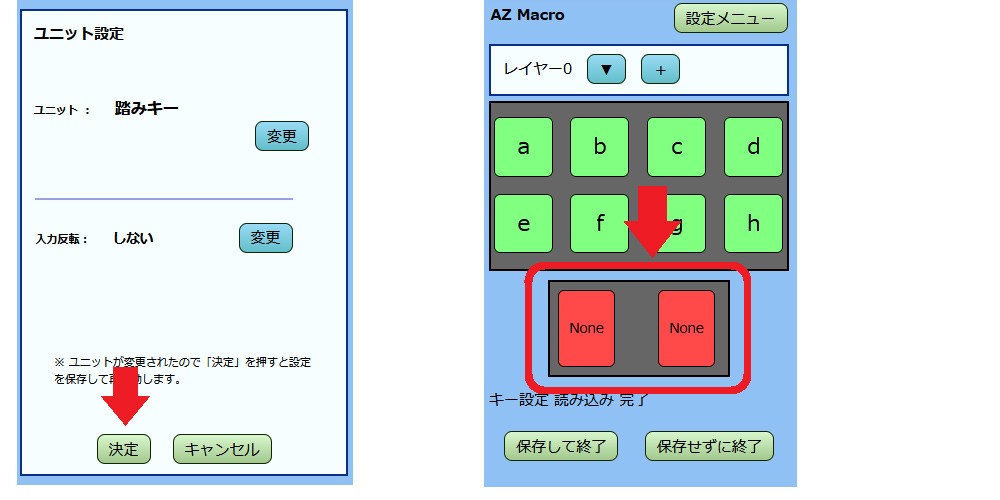 ユニット設定
ユニット : 踏みキー
変更
入力反転 : しない 変更
※ ユニットが変更されたので「決定」を押すと設定
を保存して再 動します。
決定 キャンセル
AZ Macro 設定メニュー
レイヤー0 ▼ +
a b c d
e f g h
None None
キー設定 読み込み 完了
保存して終了 保存せずに終了